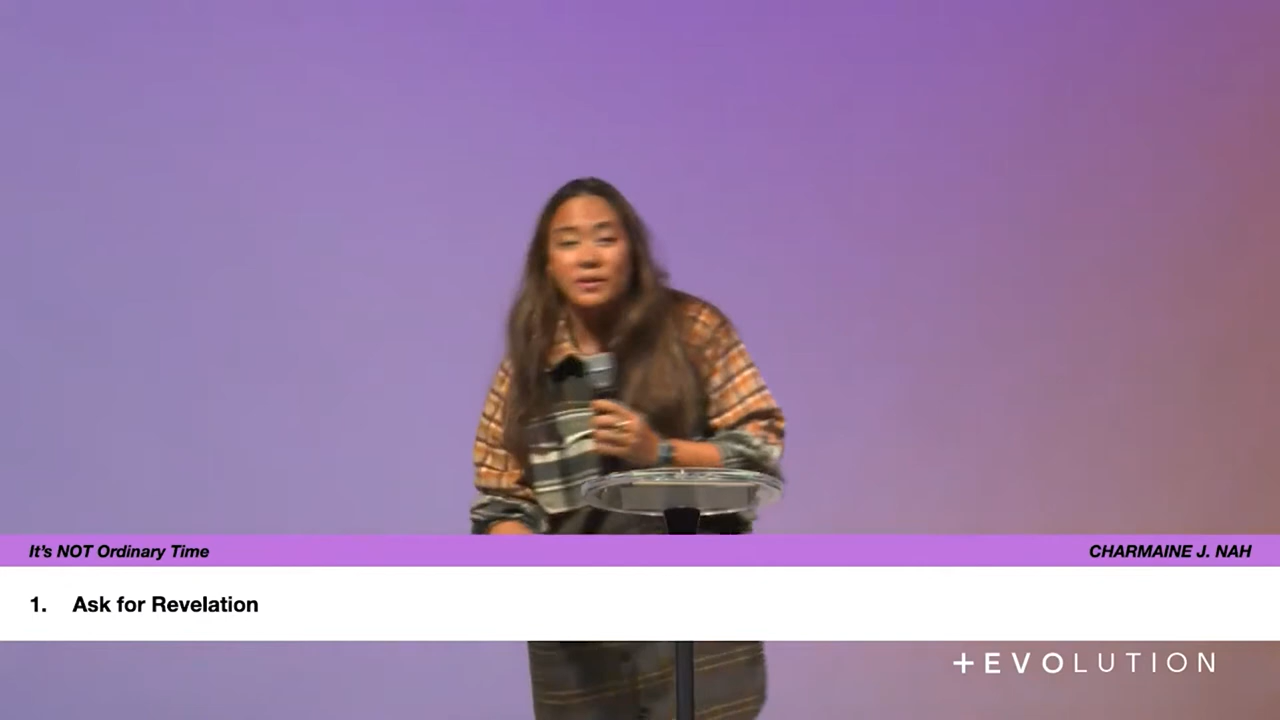 It's NOT Ordinary Time
CHARMAINE J. NAH
1. Ask for Revelation
+EVOLUTION